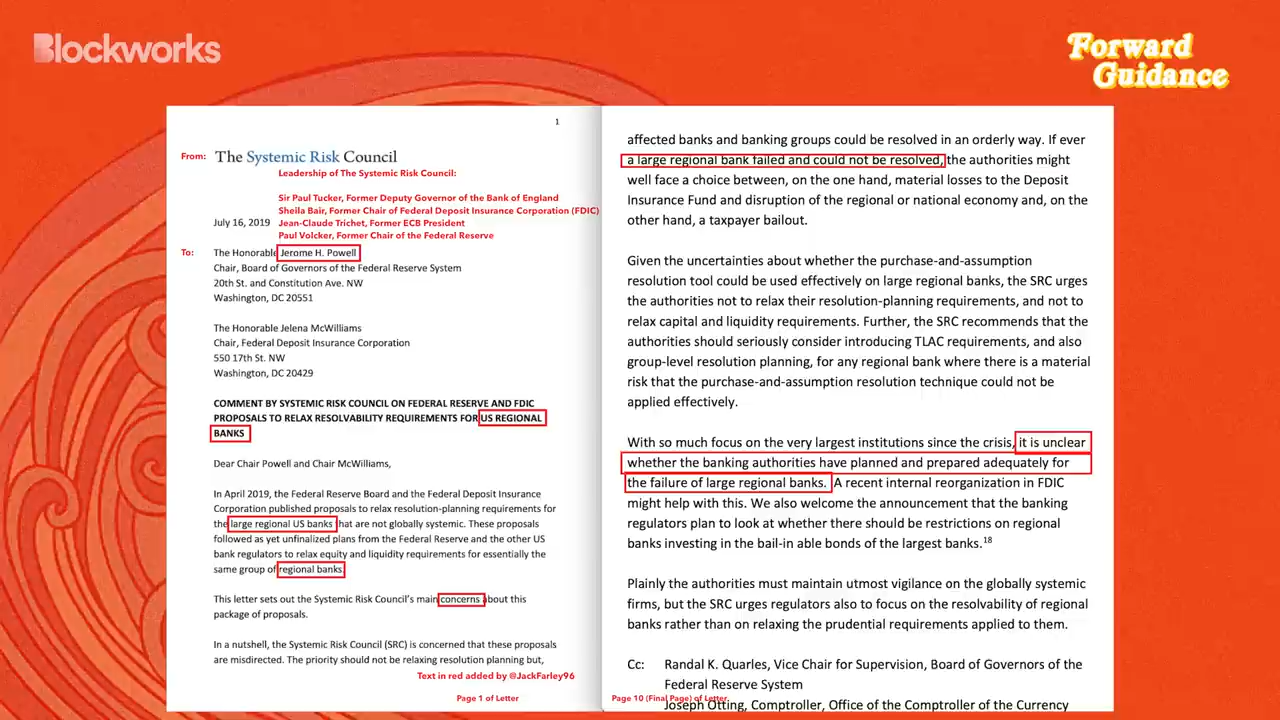 Blockworks
Forward
Guidance
1
From: The Systemic Risk Council
Leadership of The Systemic Risk Council:
Sir Paul Tucker, Former Deputy Governor of the Bank of England
Sheila Bair, Former Chair of Federal Deposit Insurance Corporation (FDIC)
July 16, 2019 Jean-Claude Trichet, Former ECB President
Paul Volcker, Former Chair of the Federal Reserve
To: The Honorable Jerome H. Powell
Chair, Board of Governors of the Federal Reserve System
20th St. and Constitution Ave. NW
Washington, DC 20551
The Honorable Jelena McWilliams
Chair, Federal Deposit Insurance Corporation
550 17th St. NW
Washington, DC 20429
COMMENT BY SYSTEMIC RISK COUNCIL ON FEDERAL RESERVE AND FDIC
PROPOSALS TO RELAX RESOLVABILITY REQUIREMENTS FOR US REGIONAL
BANKS
Dear Chair Powell and Chair McWilliams,
In April 2019, the Federal Reserve Board and the Federal Deposit Insurance
Corporation published proposals to relax resolution-planning requirements for
the large regional US banks that are not globally systemic. These proposals
followed as yet unfinalized plans from the Federal Reserve and the other US
bank regulators to relax equity and liquidity requirements for essentially the
same group of regional banks.
This letter sets out the Systemic Risk Council's main concerns about this
package of proposals.
In a nutshell, the Systemic Risk Council (SRC) is concerned that these proposals
are misdirected. The priority should not be relaxing resolution planning but,
Text in red added by @JackFarley96
Page 1 of Letter
affected banks and banking groups could be resolved in an orderly way. If ever
a large regional bank failed and could not be resolved, the authorities might
well face a choice between, on the one hand, material losses to the Deposit
Insurance Fund and disruption of the regional or national economy and, on the
other hand, a taxpayer bailout.
Given the uncertainties about whether the purchase-and-assumption
resolution tool could be used effectively on large regional banks, the SRC urges
the authorities not to relax their resolution-planning requirements, and not to
relax capital and liquidity requirements. Further, the SRC recommends that the
authorities should seriously consider introducing TLAC requirements, and also
group-level resolution planning, for any regional bank where there is a material
risk that the purchase-and-assumption resolution technique could not be
applied effectively.
With so much focus on the very largest institutions since the crisis, it is unclear
whether the banking authorities have planned and prepared adequately for
the failure of large regional banks. A recent internal reorganization in FDIC
might help with this. We also welcome the announcement that the banking
regulators plan to look at whether there should be restrictions on regional
banks investing in the bail-in able bonds of the largest banks.18
Plainly the authorities must maintain utmost vigilance on the globally systemic
firms, but the SRC urges regulators also to focus on the resolvability of regional
banks rather than on relaxing the prudential requirements applied to them.
Cc: Randal K. Quarles, Vice Chair for Supervision, Board of Governors of the
Federal Reserve System
Page 10 (Final Page) of Letter
Joseph Otting, Comptroller, Office of the Comptroller of the Currency